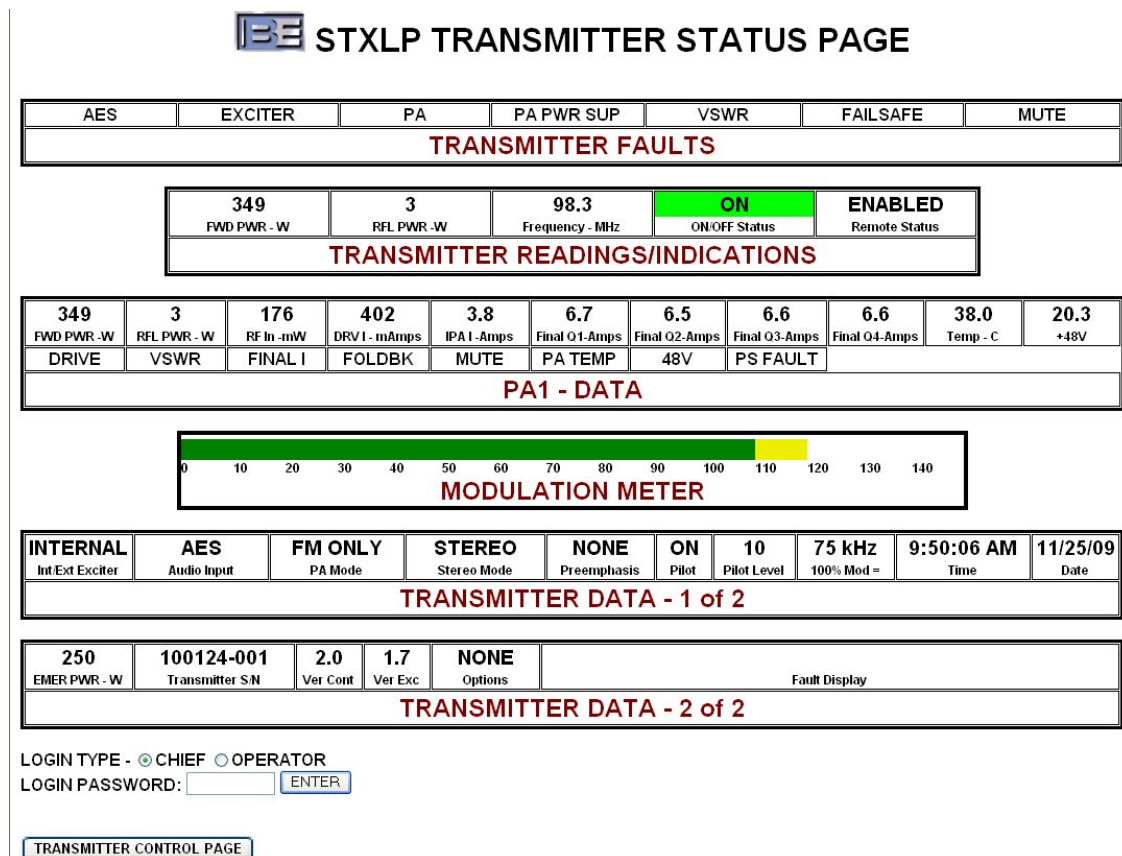 BE STXLP TRANSMITTER STATUS PAGE
AES EXCITER PA PA PWR SUP VSWR FAILSAFE MUTE
TRANSMITTER FAULTS
349 3 98.3 ON ENABLED
FWD PWR - W RFL PWR -W Frequency - MHz ON/OFF Status Remote Status
TRANSMITTER READINGS/INDICATIONS
349 3 176 402 3.8 6.7 6.5 6.6 6.6 38.0 20.3
FWD PWR -W RFL PWR - W RF In -mW DRV I - mAmps IPA I -Amps Final Q1-Amps Final Q2-Amps Final Q3-Amps Final Q4-Amps Temp - C +48V
DRIVE VSWR FINAL I FOLDBK MUTE PA TEMP 48V PS FAULT
PA1 - DATA
0 10 20 30 40 50 60 70 80 90 100 110 120 130 140
MODULATION METER
INTERNAL AES FM ONLY STEREO NONE ON 10 75 kHz 9:50:06 AM 11/25/09
Int/Ext Exciter Audio Input PA Mode Stereo Mode Preemphasis Pilot Pilot Level 100% Mod = Time Date
TRANSMITTER DATA - 1 of 2
250 100124-001 2.0 1.7 NONE
EMER PWR - W Transmitter S/N Ver Cont Ver Exc Options Fault Display
TRANSMITTER DATA - 2 of 2
LOGIN TYPE - CHIEF OPERATOR
LOGIN PASSWORD: ENTER
TRANSMITTER CONTROL PAGE